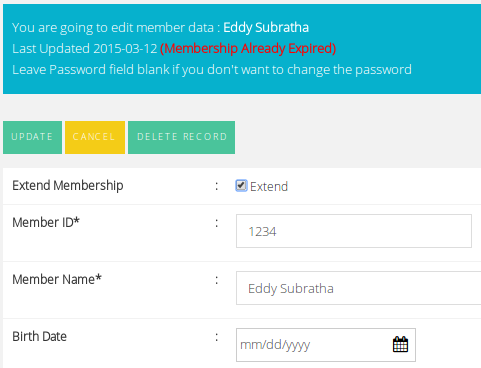 You are going to edit member data : Eddy Subratha
Last Updated 2015-03-12 (Membership Already Expired)
Leave Password field blank if you don't want to change the password
UPDATE CANCEL DELETE RECORD
Extend Membership : Extend
Member ID* : 1234
Member Name* : Eddy Subratha
Birth Date : mm/dd/yyyy